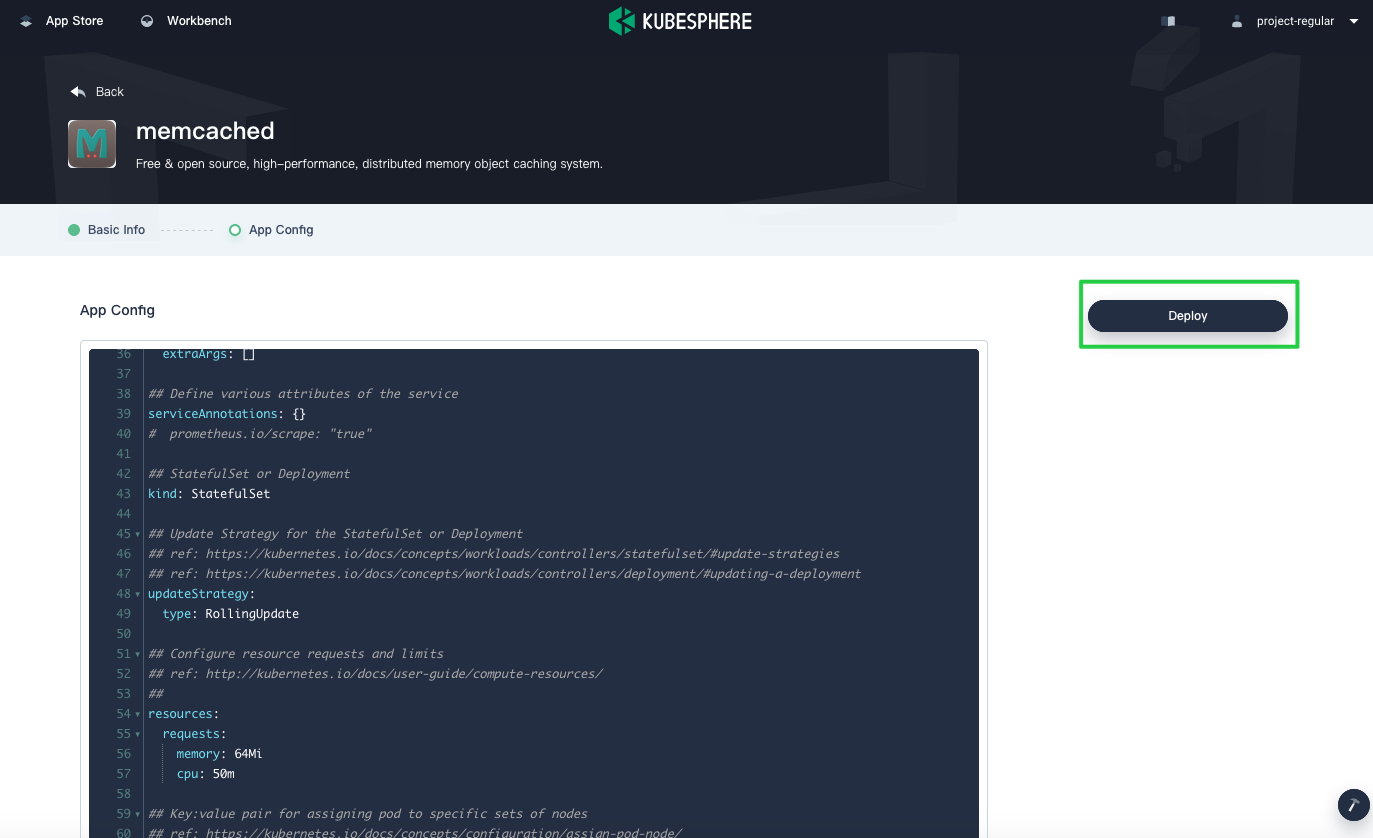 App Store
Workbench
KUBESPHERE
project-regular
Back
memcached
Free & open source, high-performance, distributed memory object caching system.
Basic Info
App Config
App Config
Deploy
36 extraArgs: []
37
38 ## Define various attributes of the service
39 serviceAnnotations: {}
40 #  prometheus.io/scrape: "true"
41
42 ## StatefulSet or Deployment
43 kind: StatefulSet
44
45 ## Update Strategy for the StatefulSet or Deployment
46 ## ref: https://kubernetes.io/docs/concepts/workloads/controllers/statefulset/#update-strategies
47 ## ref: https://kubernetes.io/docs/concepts/workloads/controllers/deployment/#updating-a-deployment
48 updateStrategy:
49 type: RollingUpdate
50
51 ## Configure resource requests and limits
52 ## ref: http://kubernetes.io/docs/user-guide/compute-resources/
53 ##
54 resources:
55 requests:
56 memory: 64Mi
57 cpu: 50m
58
59 ## Key:value pair for assigning pod to specific sets of nodes
60 ## ref: https://kubernetes.io/docs/concepts/configuration/assign-pod-node/